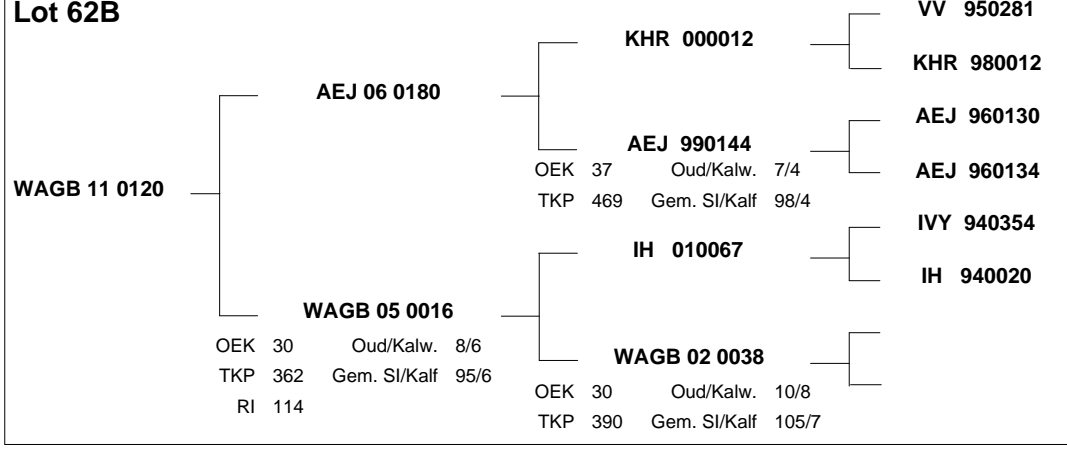 Lot 62B
VV 950281
KHR 000012
KHR 980012
AEJ 06 0180
AEJ 960130
AEJ 990144
OEK 37 Oud/Kalw. 7/4
AEJ 960134
TKP 469 Gem. SI/Kalf 98/4
WAGB 11 0120
IVY 940354
IH 010067
IH 940020
WAGB 05 0016
OEK 30 Oud/Kalw. 8/6
WAGB 02 0038
TKP 362 Gem. SI/Kalf 95/6
OEK 30 Oud/Kalw. 10/8
RI 114
TKP 390 Gem. SI/Kalf 105/7